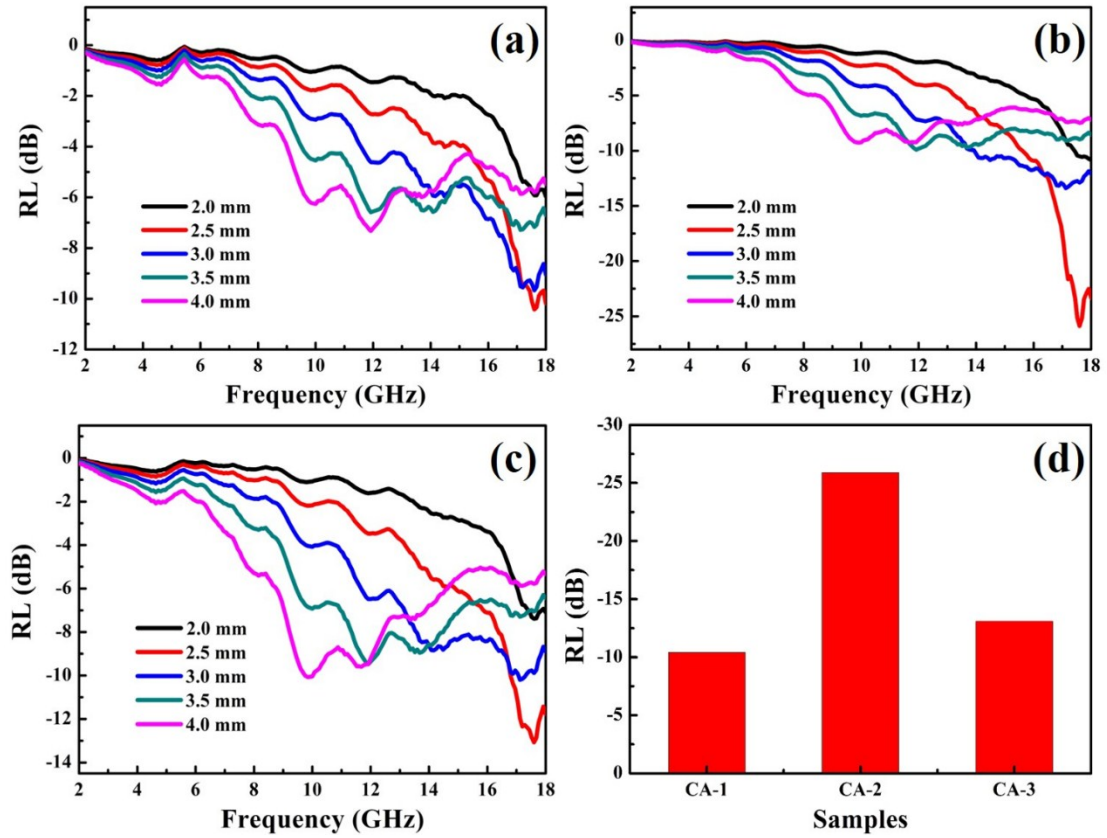 (a)
RL (dB)
0
-2
-4
-6
-8
-10
-12
2.0 mm
2.5 mm
3.0 mm
3.5 mm
4.0 mm
2 4 6 8 10 12 14 16 18
Frequency (GHz)
(b)
RL (dB)
0
-5
-10
-15
-20
-25
2.0 mm
2.5 mm
3.0 mm
3.5 mm
4.0 mm
2 4 6 8 10 12 14 16 18
Frequency (GHz)
(c)
RL (dB)
0
-2
-4
-6
-8
-10
-12
-14
2.0 mm
2.5 mm
3.0 mm
3.5 mm
4.0 mm
2 4 6 8 10 12 14 16 18
Frequency (GHz)
(d)
RL (dB)
-30
-25
-20
-15
-10
-5
0
CA-1 CA-2 CA-3
Samples